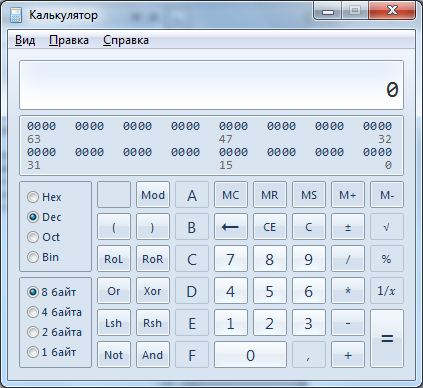 Калькулятор
Вид Правка Справка
0
0000 0000 0000 0000 0000 0000 0000 0000
63 47 32
0000 0000 0000 0000 0000 0000 0000 0000
31 15 0
Hex
Dec
Oct
Bin
8 байт
4 байта
2 байта
1 байт
Mod A MC MR MS M+ M-
( ) B ← CE C ± √
RoL RoR C 7 8 9 / %
Or Xor D 4 5 6 * 1/x
Lsh Rsh E 1 2 3 - =
Not And F 0 , +